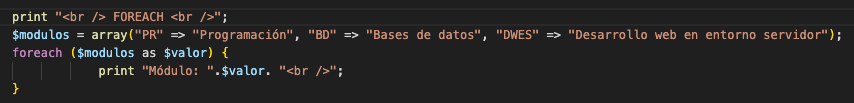 print "<br /> FOREACH <br />";
$modulos = array("PR" => "Programación", "BD" => "Bases de datos", "DWES" => "Desarrollo web en entorno servidor");
foreach ($modulos as $valor) {
            print "Módulo: ".$valor. "<br />";
}